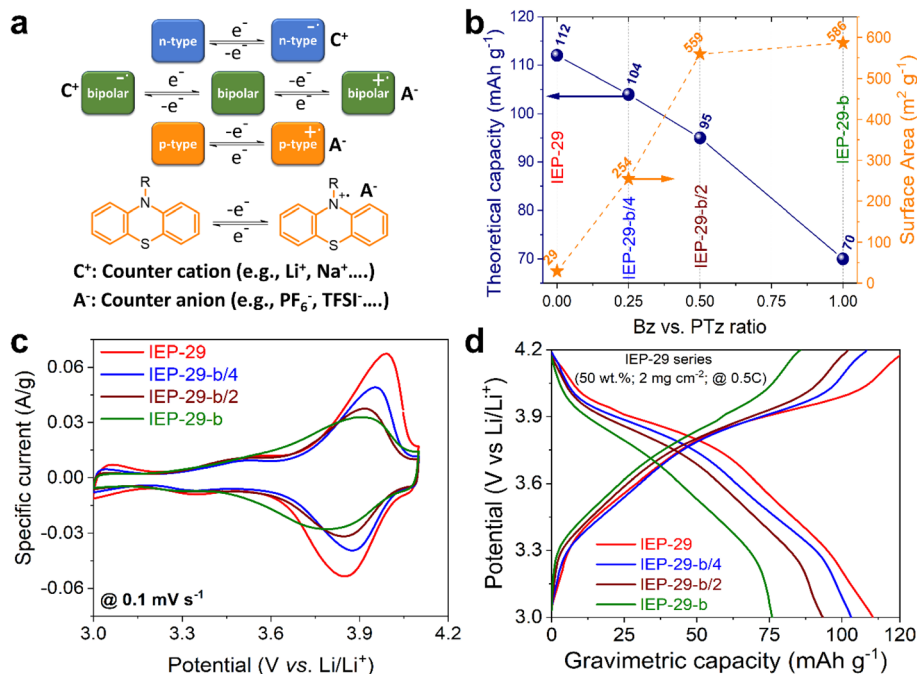 a
n-type
e⁻
n-type
-·
C⁺
C⁺
-·
bipolar
e⁻
-e⁻
bipolar
-e⁻
e⁻
+·
bipolar
A⁻
p-type
-e⁻
e⁻
+·
p-type
A⁻
R
N
S
-e⁻
e⁻
R
N
+·
S
A⁻
C⁺: Counter cation (e.g., Li⁺, Na⁺....)
A⁻: Counter anion (e.g., PF₆⁻, TFSI⁻....)
b
Theoretical capacity (mAh g⁻¹)
120
110
100
90
80
70
112
104
95
70
29
254
559
586
IEP-29
IEP-29-b/4
IEP-29-b/2
IEP-29-b
600
500
400
300
200
100
0
Surface Area (m² g⁻¹)
0.00 0.25 0.50 0.75 1.00
Bz vs. PTz ratio
c
Specific current (A/g)
0.06
0.03
0.00
-0.03
-0.06
IEP-29
IEP-29-b/4
IEP-29-b/2
IEP-29-b
@ 0.1 mV s⁻¹
3.0 3.3 3.6 3.9 4.2
Potential (V vs. Li/Li⁺)
d
Potential (V vs Li/Li⁺)
4.2
3.9
3.6
3.3
3.0
IEP-29 series
(50 wt.%; 2 mg cm⁻²; @ 0.5C)
IEP-29
IEP-29-b/4
IEP-29-b/2
IEP-29-b
0 25 50 75 100 120
Gravimetric capacity (mAh g⁻¹)